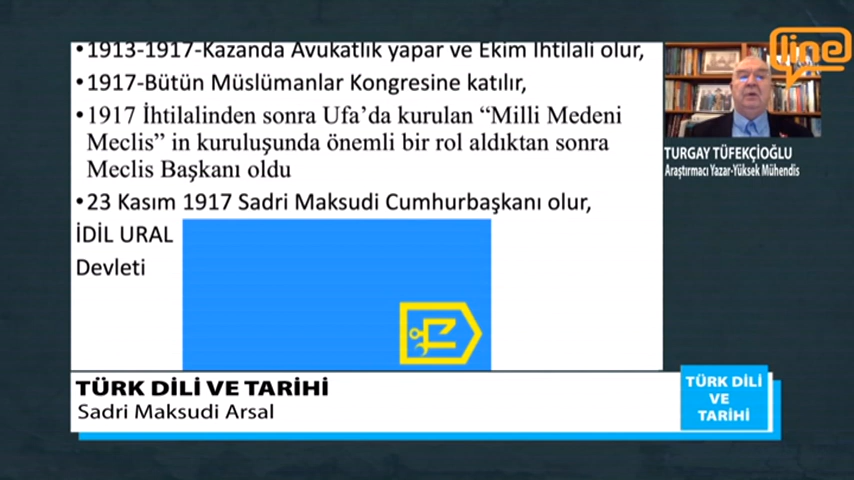 •1913-1917-Kazanda Avukatlık yapar ve Ekim İhtilali olur,
•1917-Bütün Müslümanlar Kongresine katılır,
•1917 İhtilalinden sonra Ufa’da kurulan “Milli Medeni
Meclis” in kuruluşunda önemli bir rol aldıktan sonra
Meclis Başkanı oldu
•23 Kasım 1917 Sadri Maksudi Cumhurbaşkanı olur,
İDİL URAL
Devleti
line
TURGAY TÜFEKÇİOĞLU
Araştırmacı Yazar-Yüksek Mühendis
TÜRK DİLİ VE TARİHİ
Sadri Maksudi Arsal
TÜRK DİLİ
VE
TARİHİ